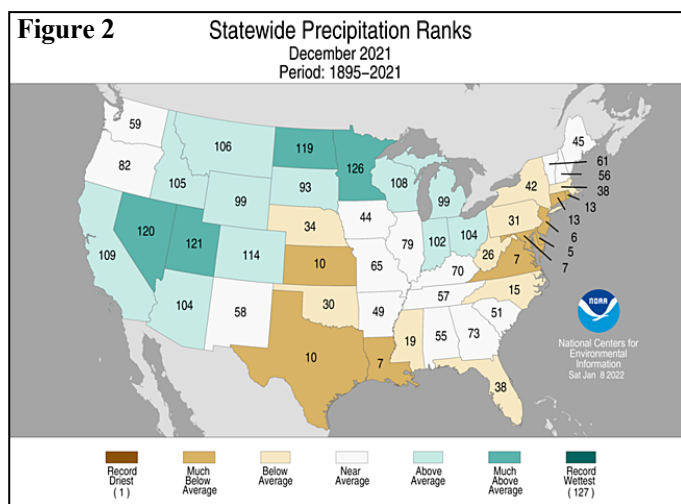 Figure 2
Statewide Precipitation Ranks
December 2021
Period: 1895–2021
59
82
109
120
105
106
99
121
104
114
58
119
93
34
10
30
10
126
44
65
49
7
108
79
99
102
104
70
57
19
55
73
51
38
15
7
26
31
42
45
61
56
38
13
13
6
5
7
NOAA
National Centers for
Environmental
Information
Sat Jan 8 2022
Record
Driest
(1)
Much
Below
Average
Below
Average
Near
Average
Above
Average
Much
Above
Average
Record
Wettest
(127)